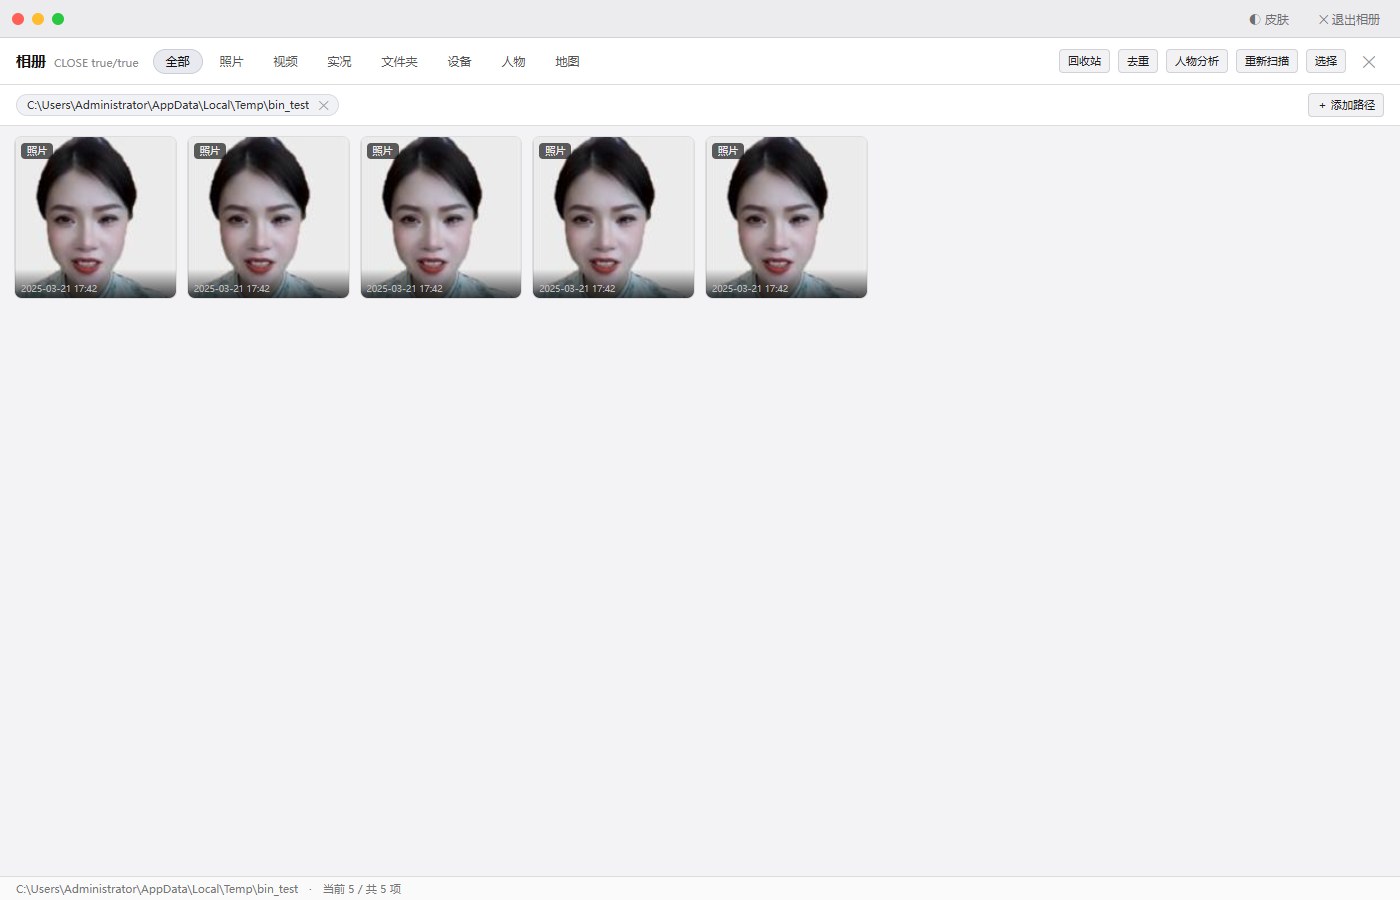 皮肤 退出相册
相册 CLOSE true/true 全部 照片 视频 实况 文件夹 设备 人物 地图 回收站 去重 人物分析 重新扫描 选择
C:\Users\Administrator\AppData\Local\Temp\bin_test + 添加路径
照片 照片 照片 照片 照片
2025-03-21 17:42 2025-03-21 17:42 2025-03-21 17:42 2025-03-21 17:42 2025-03-21 17:42
C:\Users\Administrator\AppData\Local\Temp\bin_test · 当前 5 / 共 5 项